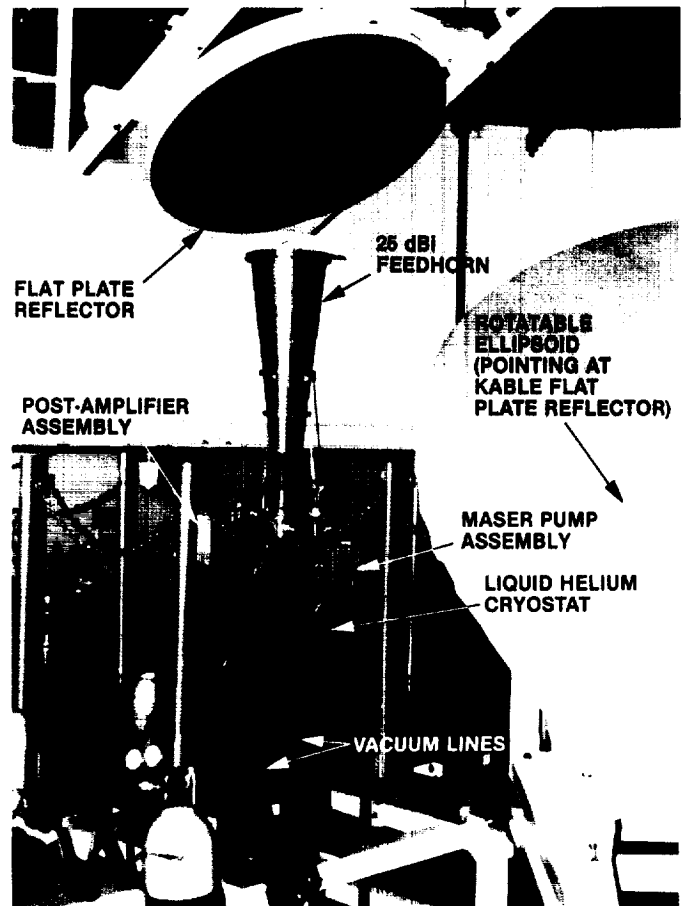 25 dBi
FEEDHORN
FLAT PLATE
REFLECTOR
ROTATABLE
ELLIPSOID
(POINTING AT
KABLE FLAT
PLATE REFLECTOR)
POST-AMPLIFIER
ASSEMBLY
MASER PUMP
ASSEMBLY
LIQUID HELIUM
CRYOSTAT
VACUUM LINES